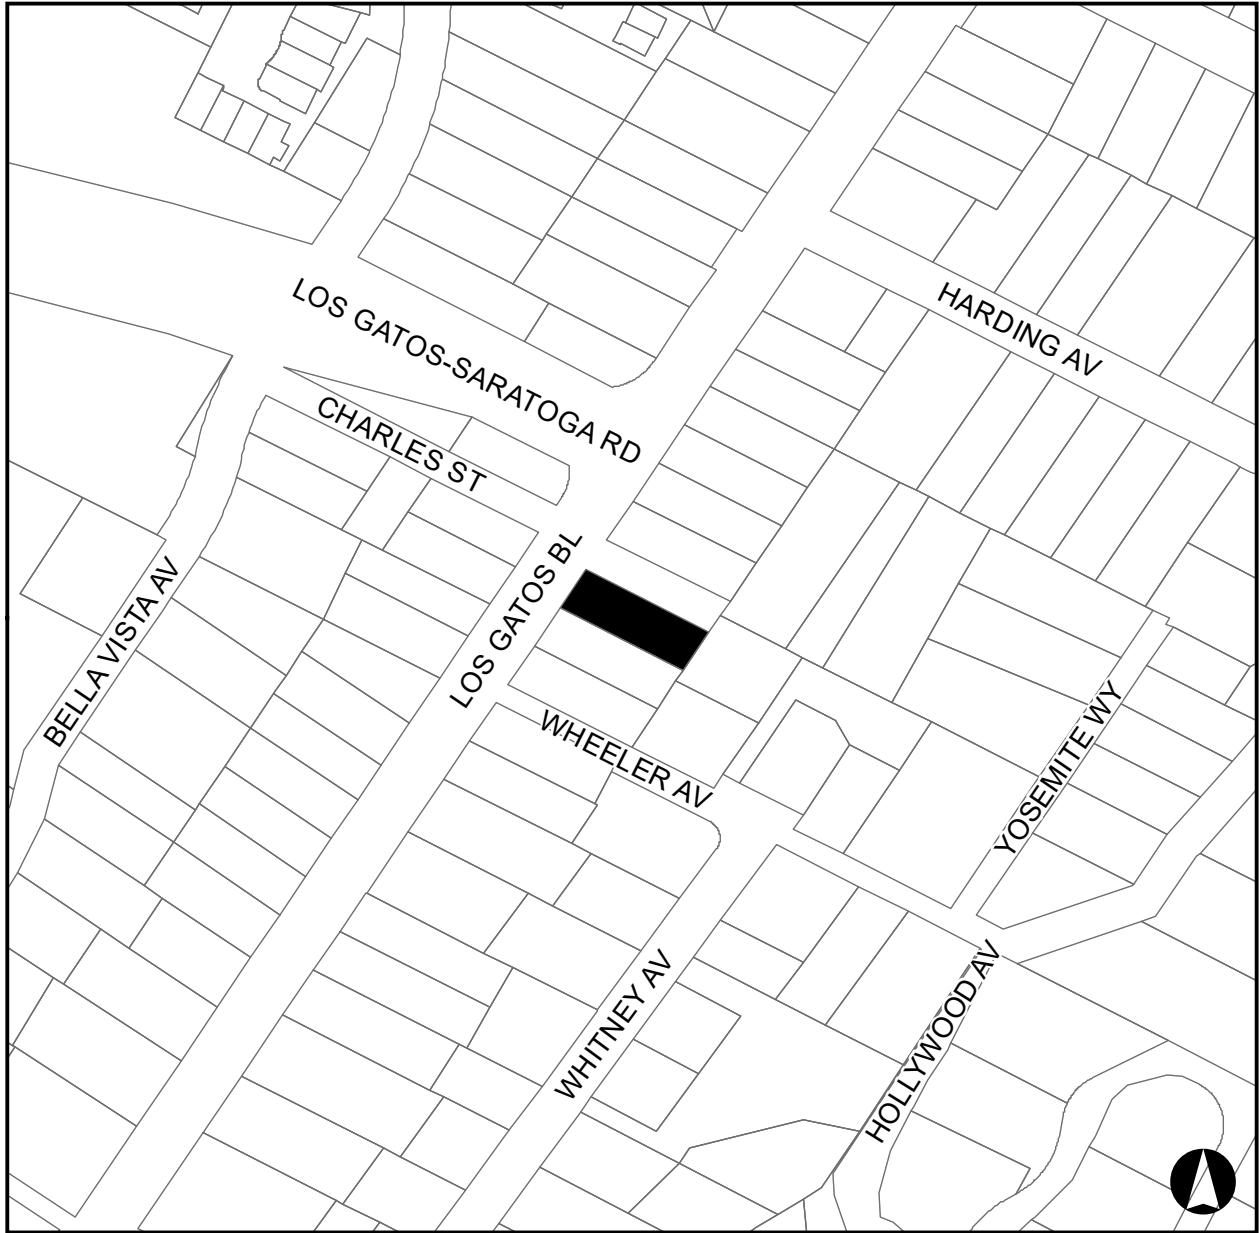 LOS GATOS-SARATOGA RD
HARDING AV
CHARLES ST
LOS GATOS BL
BELLA VISTA AV
WHEELER AV
YOSEMITE WY
WHITNEY AV
HOLLYWOOD AV